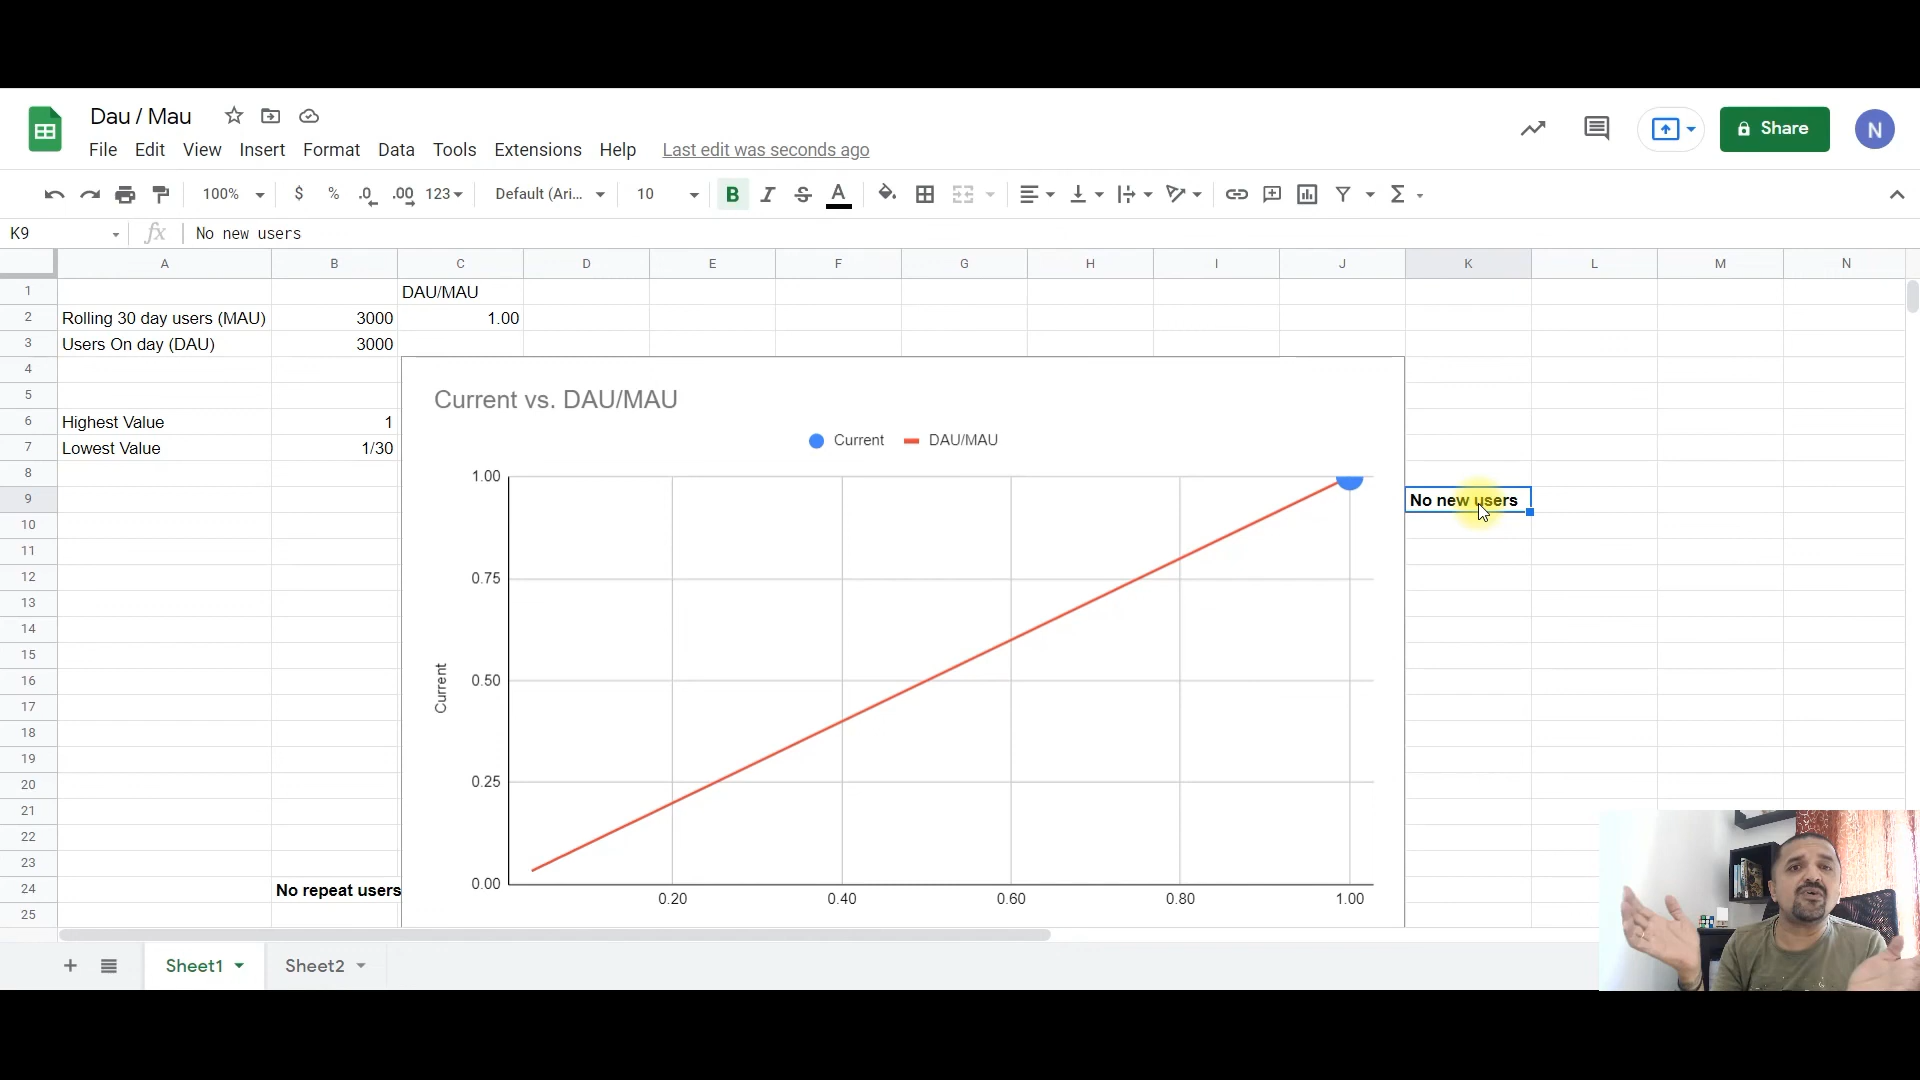 Dau / Mau
File Edit View Insert Format Data Tools Extensions Help Last edit was seconds ago
Share
N
100% $ % .0 .00 123 Default (Ari... 10 B I S A Σ
K9 fx No new users
A B C D E F G H I J K L M N
1 DAU/MAU
2 Rolling 30 day users (MAU) 3000 1.00
3 Users On day (DAU) 3000
4
5
6 Highest Value 1
7 Lowest Value 1/30
8
9 No new users
10
11
12
13
14
15
16
17
18
19
20
21
22
23
24 No repeat users
25
Current vs. DAU/MAU
Current DAU/MAU
1.00
0.75
0.50
0.25
0.00
Current
0.20 0.40 0.60 0.80 1.00
Sheet1 Sheet2